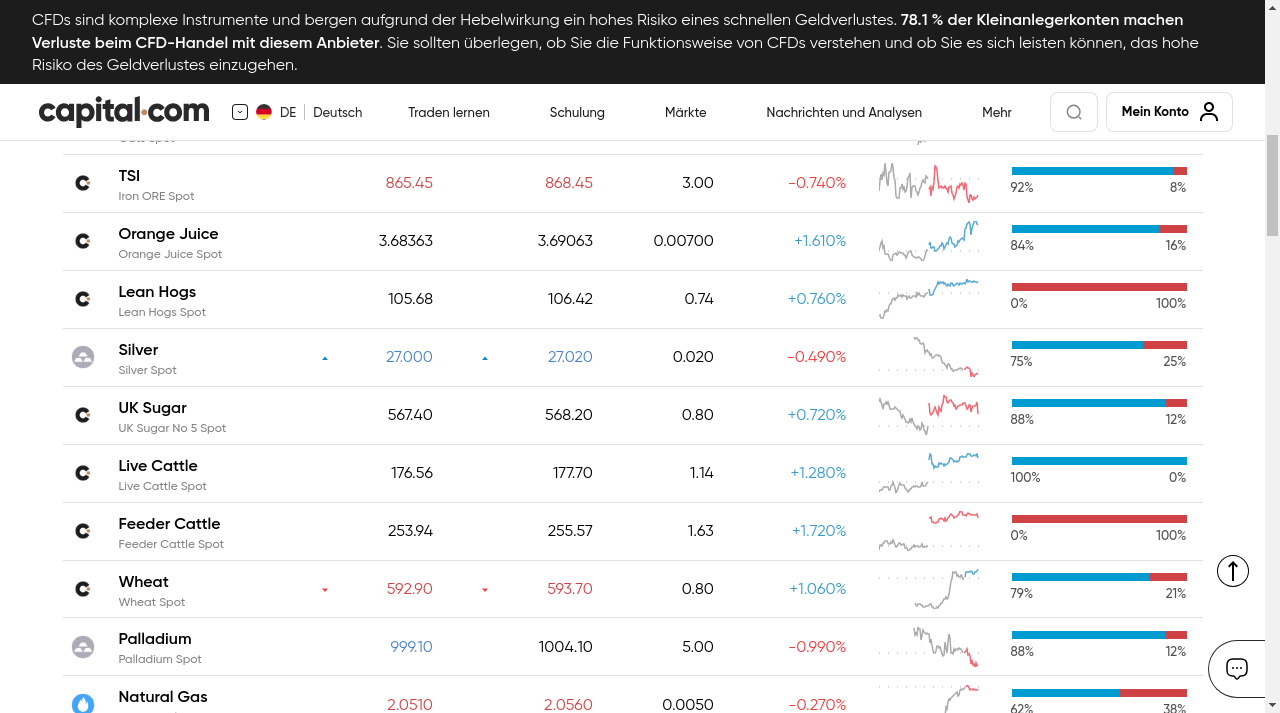 CFDs sind komplexe Instrumente und bergen aufgrund der Hebelwirkung ein hohes Risiko eines schnellen Geldverlustes. 78.1 % der Kleinanlegerkonten machen
Verluste beim CFD-Handel mit diesem Anbieter. Sie sollten überlegen, ob Sie die Funktionsweise von CFDs verstehen und ob Sie es sich leisten können, das hohe
Risiko des Geldverlustes einzugehen.
capital.com DE Deutsch Traden lernen Schulung Märkte Nachrichten und Analysen Mehr Mein Konto
TSI 865.45 868.45 3.00 -0.740%
Iron ORE Spot 92% 8%
Orange Juice 3.68363 3.69063 0.00700 +1.610%
Orange Juice Spot 84% 16%
Lean Hogs 105.68 106.42 0.74 +0.760%
Lean Hogs Spot 0% 100%
Silver 27.000 27.020 0.020 -0.490%
Silver Spot 75% 25%
UK Sugar 567.40 568.20 0.80 +0.720%
UK Sugar No 5 Spot 88% 12%
Live Cattle 176.56 177.70 1.14 +1.280%
Live Cattle Spot 100% 0%
Feeder Cattle 253.94 255.57 1.63 +1.720%
Feeder Cattle Spot 0% 100%
Wheat 592.90 593.70 0.80 +1.060%
Wheat Spot 79% 21%
Palladium 999.10 1004.10 5.00 -0.990%
Palladium Spot 88% 12%
Natural Gas 2.0510 2.0560 0.0050 -0.270%
62% 38%